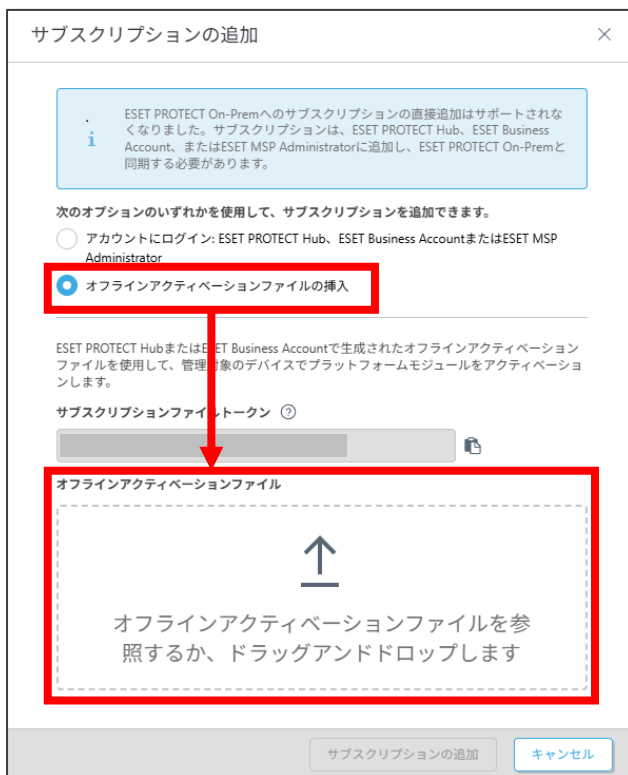 サブスクリプションの追加
ESET PROTECT On-Premへのサブスクリプションの直接追加はサポートされな
くなりました。サブスクリプションは、ESET PROTECT Hub、ESET Business
Account、またはESET MSP Administratorに追加し、ESET PROTECT On-Premと
同期する必要があります。
次のオプションのいずれかを使用して、サブスクリプションを追加できます。
アカウントにログイン: ESET PROTECT Hub、ESET Business AccountまたはESET MSP
Administrator
オフラインアクティベーションファイルの挿入
ESET PROTECT HubまたはESET Business Accountで生成されたオフラインアクティベーション
ファイルを使用して、管理対象のデバイスでプラットフォームモジュールをアクティベーショ
ンします。
サブスクリプションファイルトークン
オフラインアクティベーションファイル
オフラインアクティベーションファイルを参
照するか、ドラッグアンドドロップします
サブスクリプションの追加
キャンセル